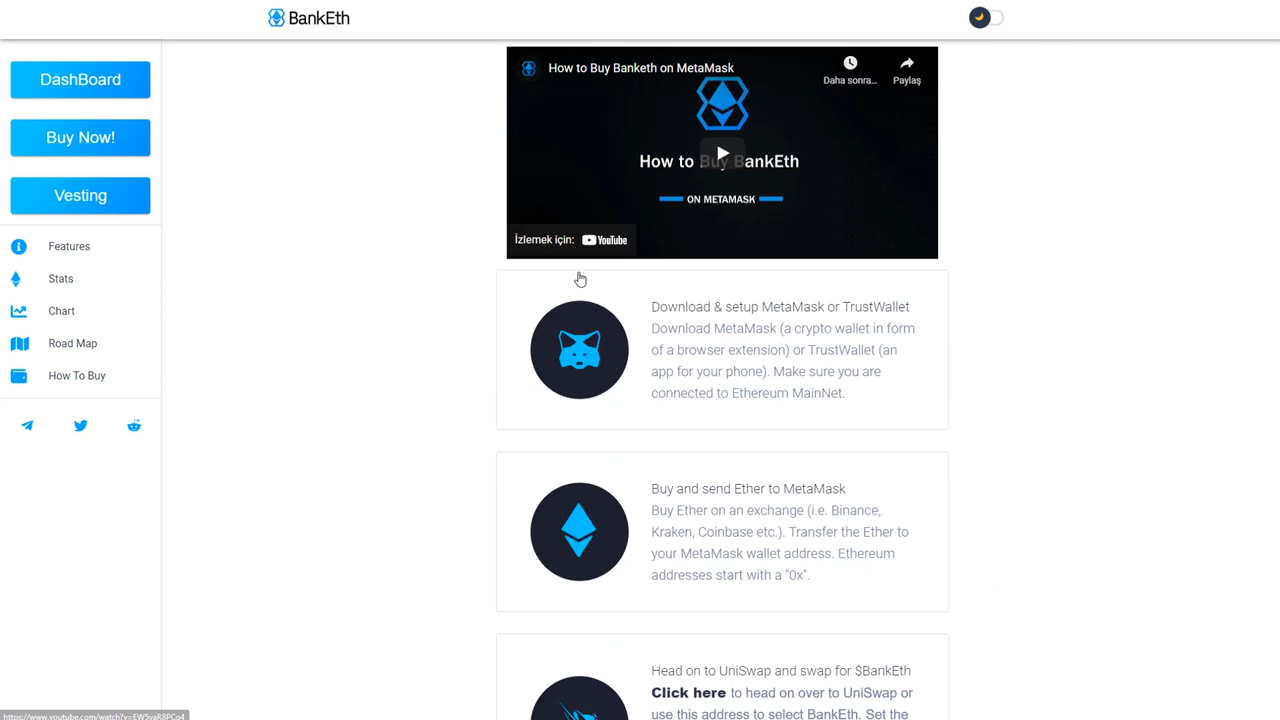 BankEth
DashBoard
Buy Now!
Vesting
Features
Stats
Chart
Road Map
How To Buy
How to Buy Banketh on MetaMask
Daha sonra...
Paylaş
How to Buy BankEth
ON METAMASK
İzlemek için: YouTube
Download & setup MetaMask or TrustWallet
Download MetaMask (a crypto wallet in form
of a browser extension) or TrustWallet (an
app for your phone). Make sure you are
connected to Ethereum MainNet.
Buy and send Ether to MetaMask
Buy Ether on an exchange (i.e. Binance,
Kraken, Coinbase etc.). Transfer the Ether to
your MetaMask wallet address. Ethereum
addresses start with a "0x".
Head on to UniSwap and swap for $BankEth
Click here to head on over to UniSwap or
use this address to select BankEth. Set the